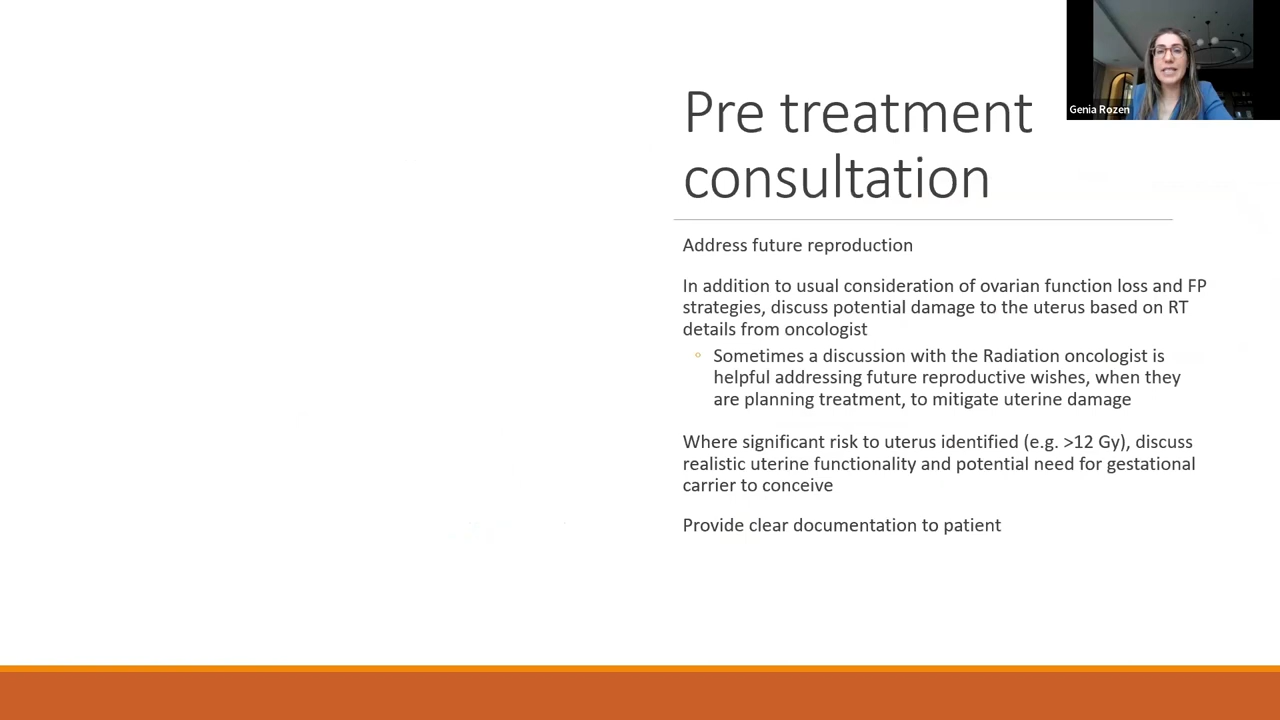 Genia Rozen
Pre treatment
consultation
Address future reproduction
In addition to usual consideration of ovarian function loss and FP
strategies, discuss potential damage to the uterus based on RT
details from oncologist
Sometimes a discussion with the Radiation oncologist is
helpful addressing future reproductive wishes, when they
are planning treatment, to mitigate uterine damage
Where significant risk to uterus identified (e.g. >12 Gy), discuss
realistic uterine functionality and potential need for gestational
carrier to conceive
Provide clear documentation to patient